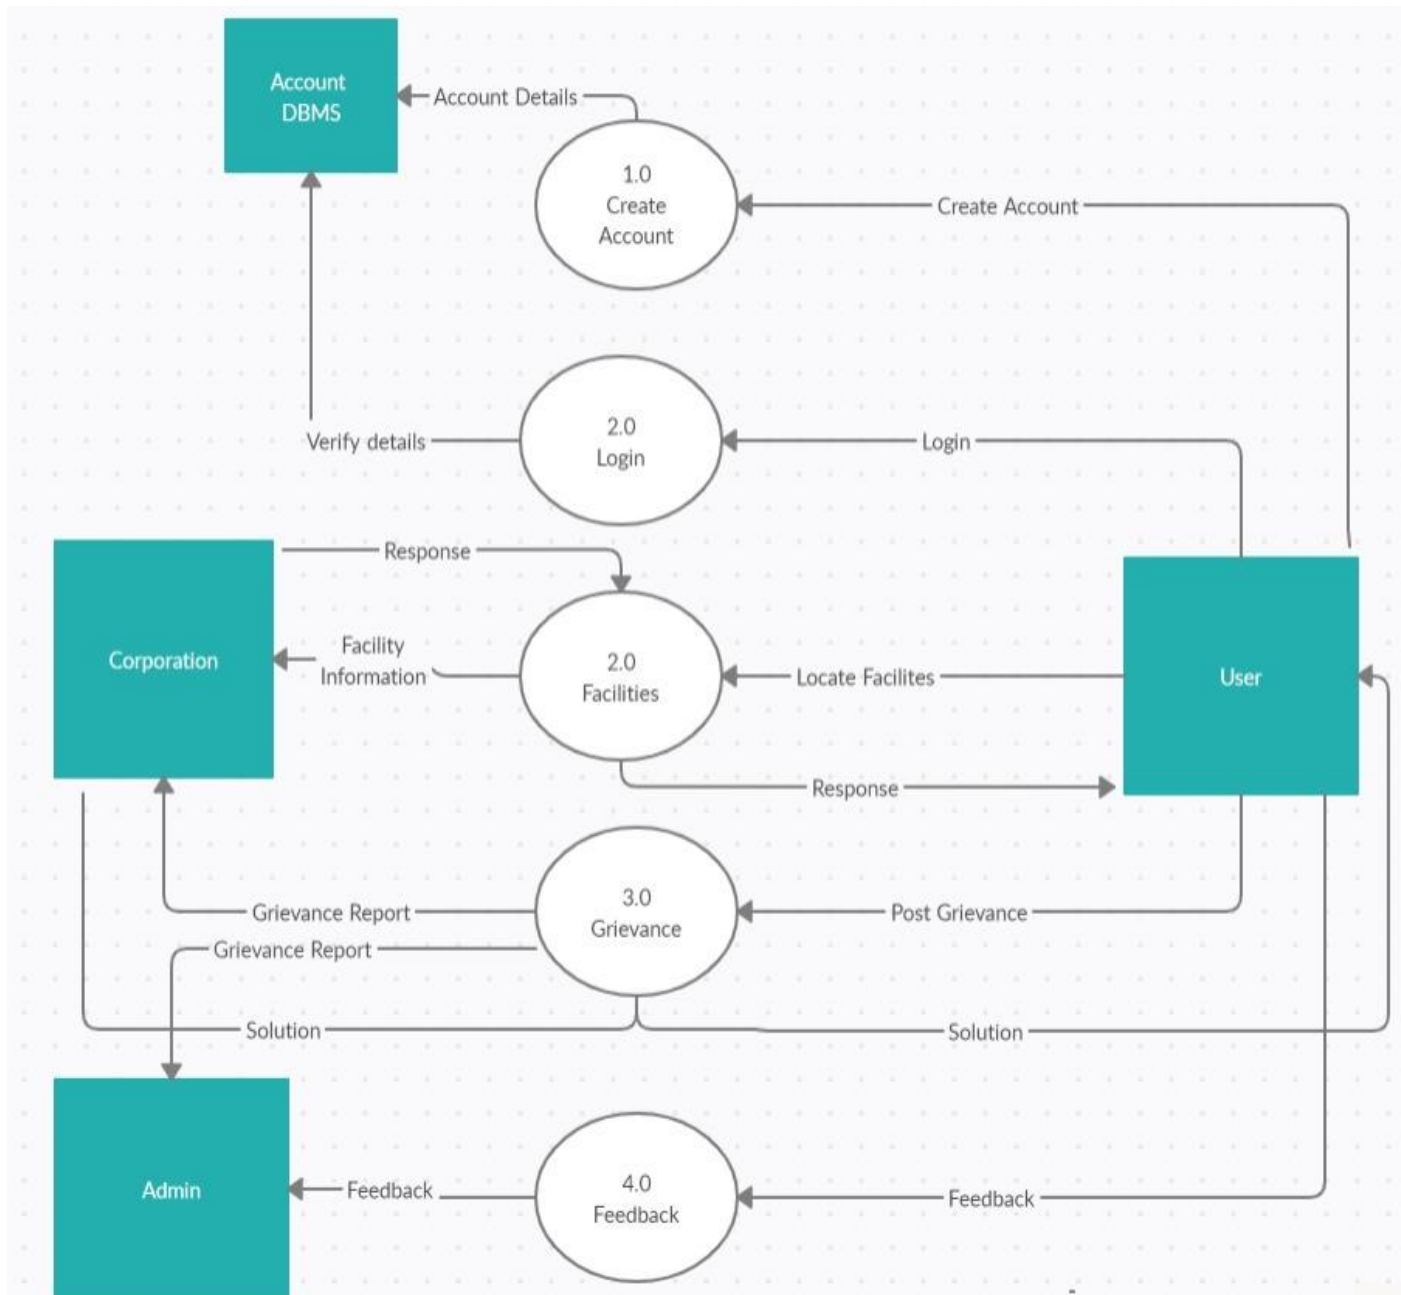 Account
DBMS
Account Details
1.0
Create
Account
Create Account
2.0
Login
Verify details
Login
Response
Corporation
Facility
Information
2.0
Facilities
Locate Facilites
User
Response
3.0
Grievance
Grievance Report
Post Grievance
Grievance Report
Solution
Solution
Admin
Feedback
4.0
Feedback
Feedback